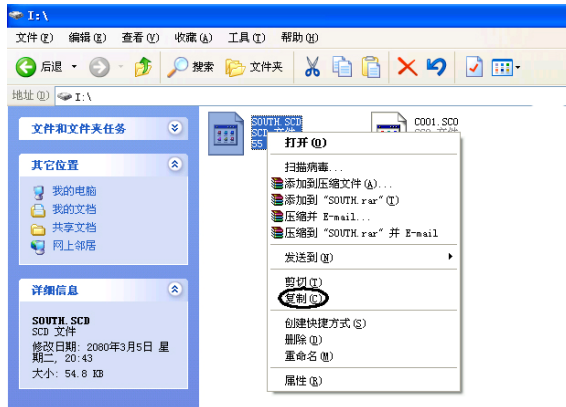 I:\
文件(F) 编辑(E) 查看(V) 收藏(A) 工具(T) 帮助(H)
后退 搜索 文件夹
地址(D) I:\
文件和文件夹任务
其它位置
我的电脑
我的文档
共享文档
网上邻居
详细信息
SOUTH.SCD
SCD 文件
修改日期: 2080年3月5日 星
期二, 20:43
大小: 54.8 KB
SOUTH.SCD
SCD 文件
55
C001.SCO
SCO 文件
打开(O)
扫描病毒...
添加到压缩文件(A)...
添加到 "SOUTH.rar"(T)
压缩并 E-mail...
压缩到 "SOUTH.rar" 并 E-mail
发送到(N)
剪切(T)
复制(C)
创建快捷方式(S)
删除(D)
重命名(M)
属性(R)